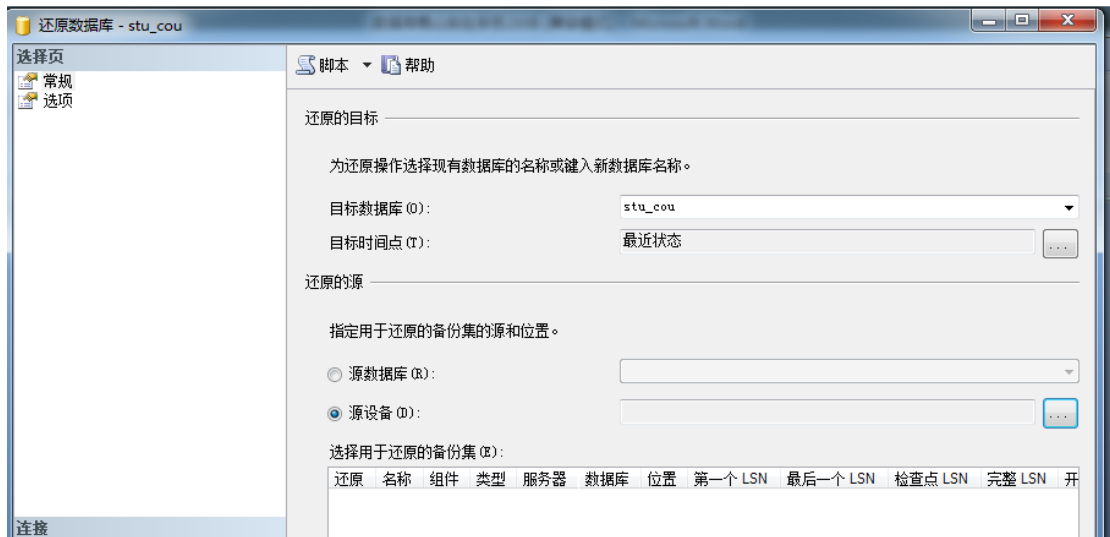 还原数据库 - stu_cou
选择页
常规
选项
脚本 帮助
还原的目标
为还原操作选择现有数据库的名称或键入新数据库名称。
目标数据库(O): stu_cou
目标时间点(T): 最近状态 ...
还原的源
指定用于还原的备份集的源和位置。
源数据库(R):
源设备(D): ...
选择用于还原的备份集(E):
还原 名称 组件 类型 服务器 数据库 位置 第一个 LSN 最后一个 LSN 检查点 LSN 完整 LSN 开
连接